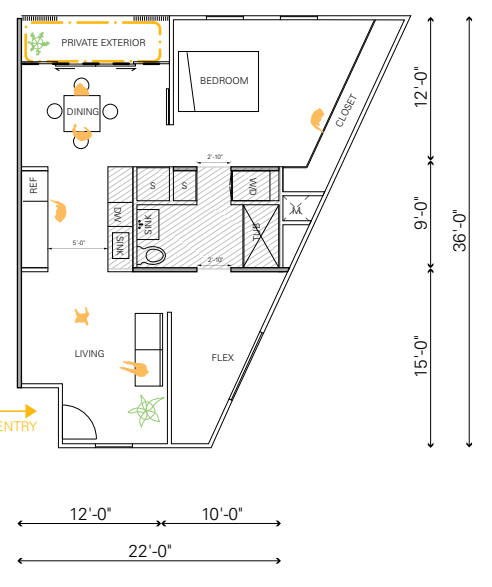 PRIVATE EXTERIOR
BEDROOM
DINING
CLOSET
12'-0"
2'-10"
REF
S
S
W/D
DW
SINK
SINK
TUB
M
5'-0"
2'-10"
9'-0"
36'-0"
LIVING
FLEX
15'-0"
ENTRY
12'-0"
10'-0"
22'-0"